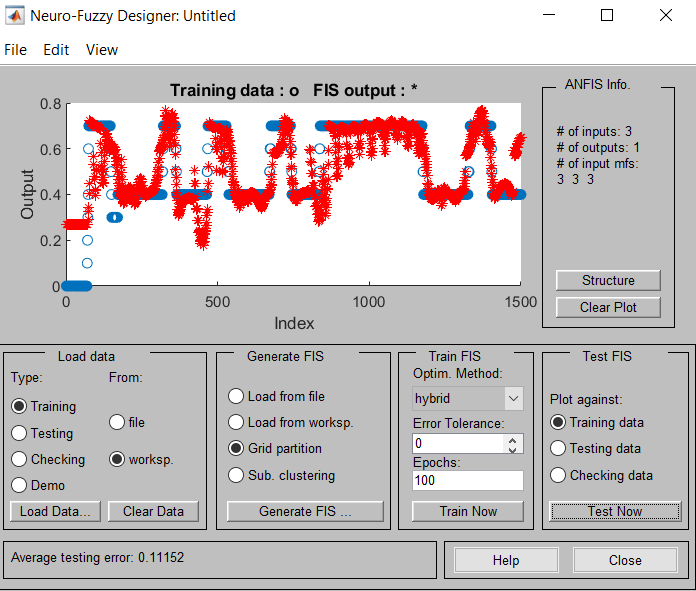 Neuro-Fuzzy Designer: Untitled
File Edit View
Training data : o FIS output : *
0.8
0.6
0.4
0.2
0
Output
0 500 1000 1500
Index
ANFIS Info.
# of inputs: 3
# of outputs: 1
# of input mfs:
3 3 3
Structure
Clear Plot
Load data
Type: From:
Training
Testing
Checking
Demo
file
worksp.
Load Data...
Clear Data
Generate FIS
Load from file
Load from worksp.
Grid partition
Sub. clustering
Generate FIS ...
Train FIS
Optim. Method:
hybrid
Error Tolerance:
0
Epochs:
100
Train Now
Test FIS
Plot against:
Training data
Testing data
Checking data
Test Now
Average testing error: 0.11152
Help
Close